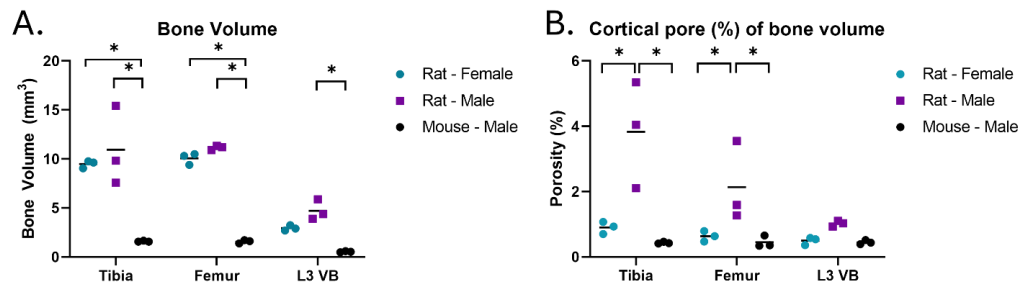 A.
Bone Volume
Bone Volume (mm³)
20
15
10
5
0
* * * * *
Tibia Femur L3 VB
Rat - Female
Rat - Male
Mouse - Male
B.
Cortical pore (%) of bone volume
Porosity (%)
6
4
2
0
* * * *
Tibia Femur L3 VB
Rat - Female
Rat - Male
Mouse - Male